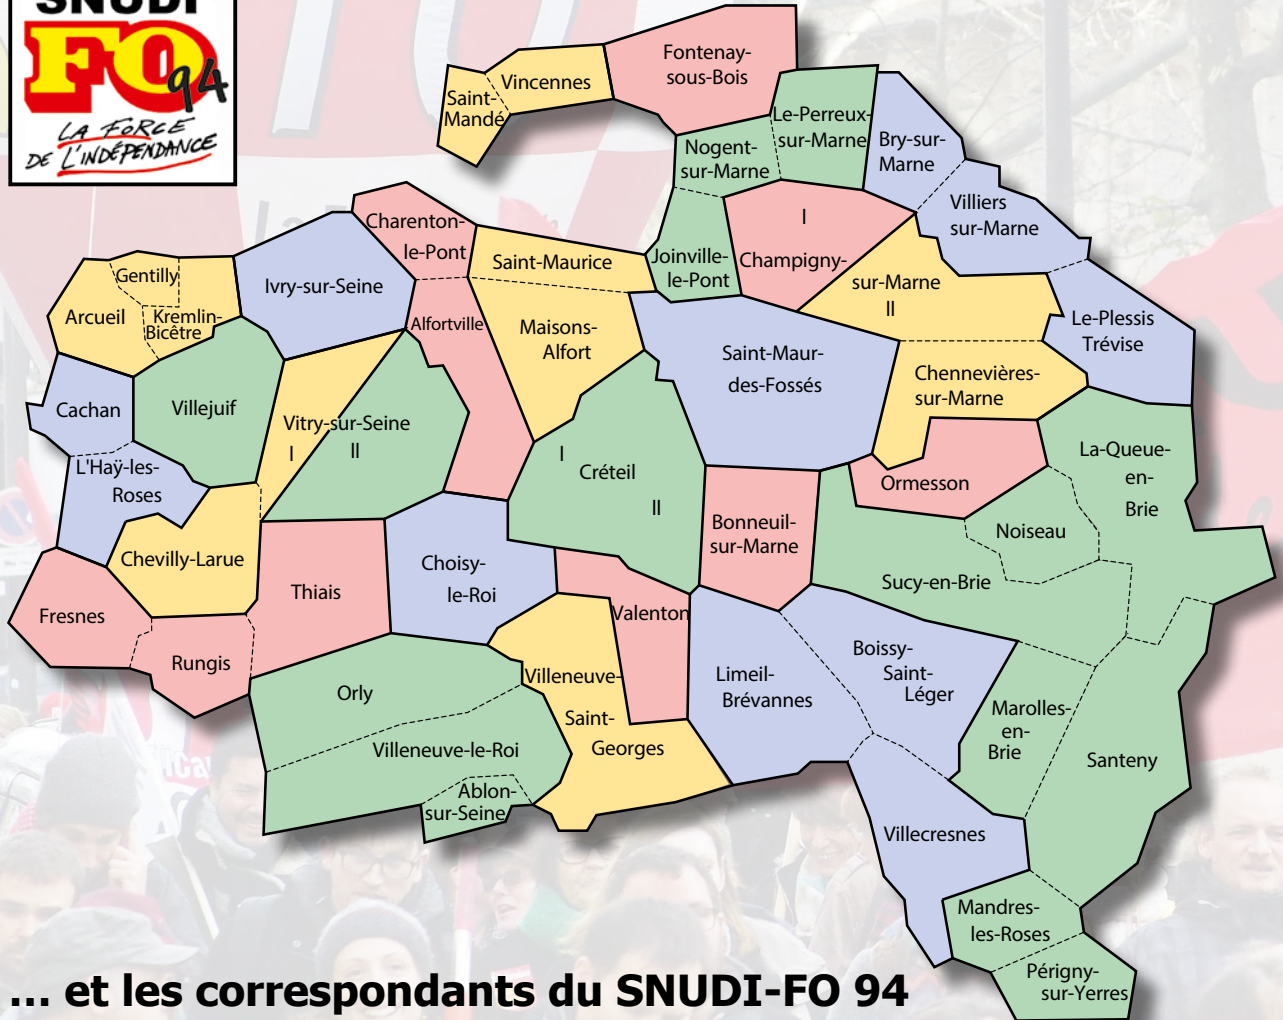 SNUDI
FO
94
LA FORCE
DE L'INDÉPENDANCE
Fontenay-
sous-Bois
Vincennes
Saint-
Mandé
Le-Perreux-
sur-Marne
Nogent-
sur-Marne
Bry-sur-
Marne
Villiers
sur-Marne
Charenton-
le-Pont
Saint-Maurice
Joinville-
le-Pont
I
Champigny-
sur-Marne
II
Gentilly
Arcueil
Kremlin-
Bicêtre
Ivry-sur-Seine
Alfortville
Maisons-
Alfort
Saint-Maur-
des-Fossés
Le-Plessis
Trévise
Chennevières-
sur-Marne
Cachan
Villejuif
Vitry-sur-Seine
I
II
I
Créteil
II
La-Queue-
en-
Brie
L'Haÿ-les-
Roses
Ormesson
Noiseau
Bonneuil-
sur-Marne
Chevilly-Larue
Choisy-
le-Roi
Sucy-en-Brie
Thiais
Fresnes
Valenton
Rungis
Orly
Villeneuve-
Saint-
Georges
Limeil-
Brévannes
Boissy-
Saint-
Léger
Marolles-
en-
Brie
Santeny
Villeneuve-le-Roi
Ablon-
sur-Seine
Villecresnes
Mandres-
les-Roses
Périgny-
sur-Yerres
... et les correspondants du SNUDI-FO 94